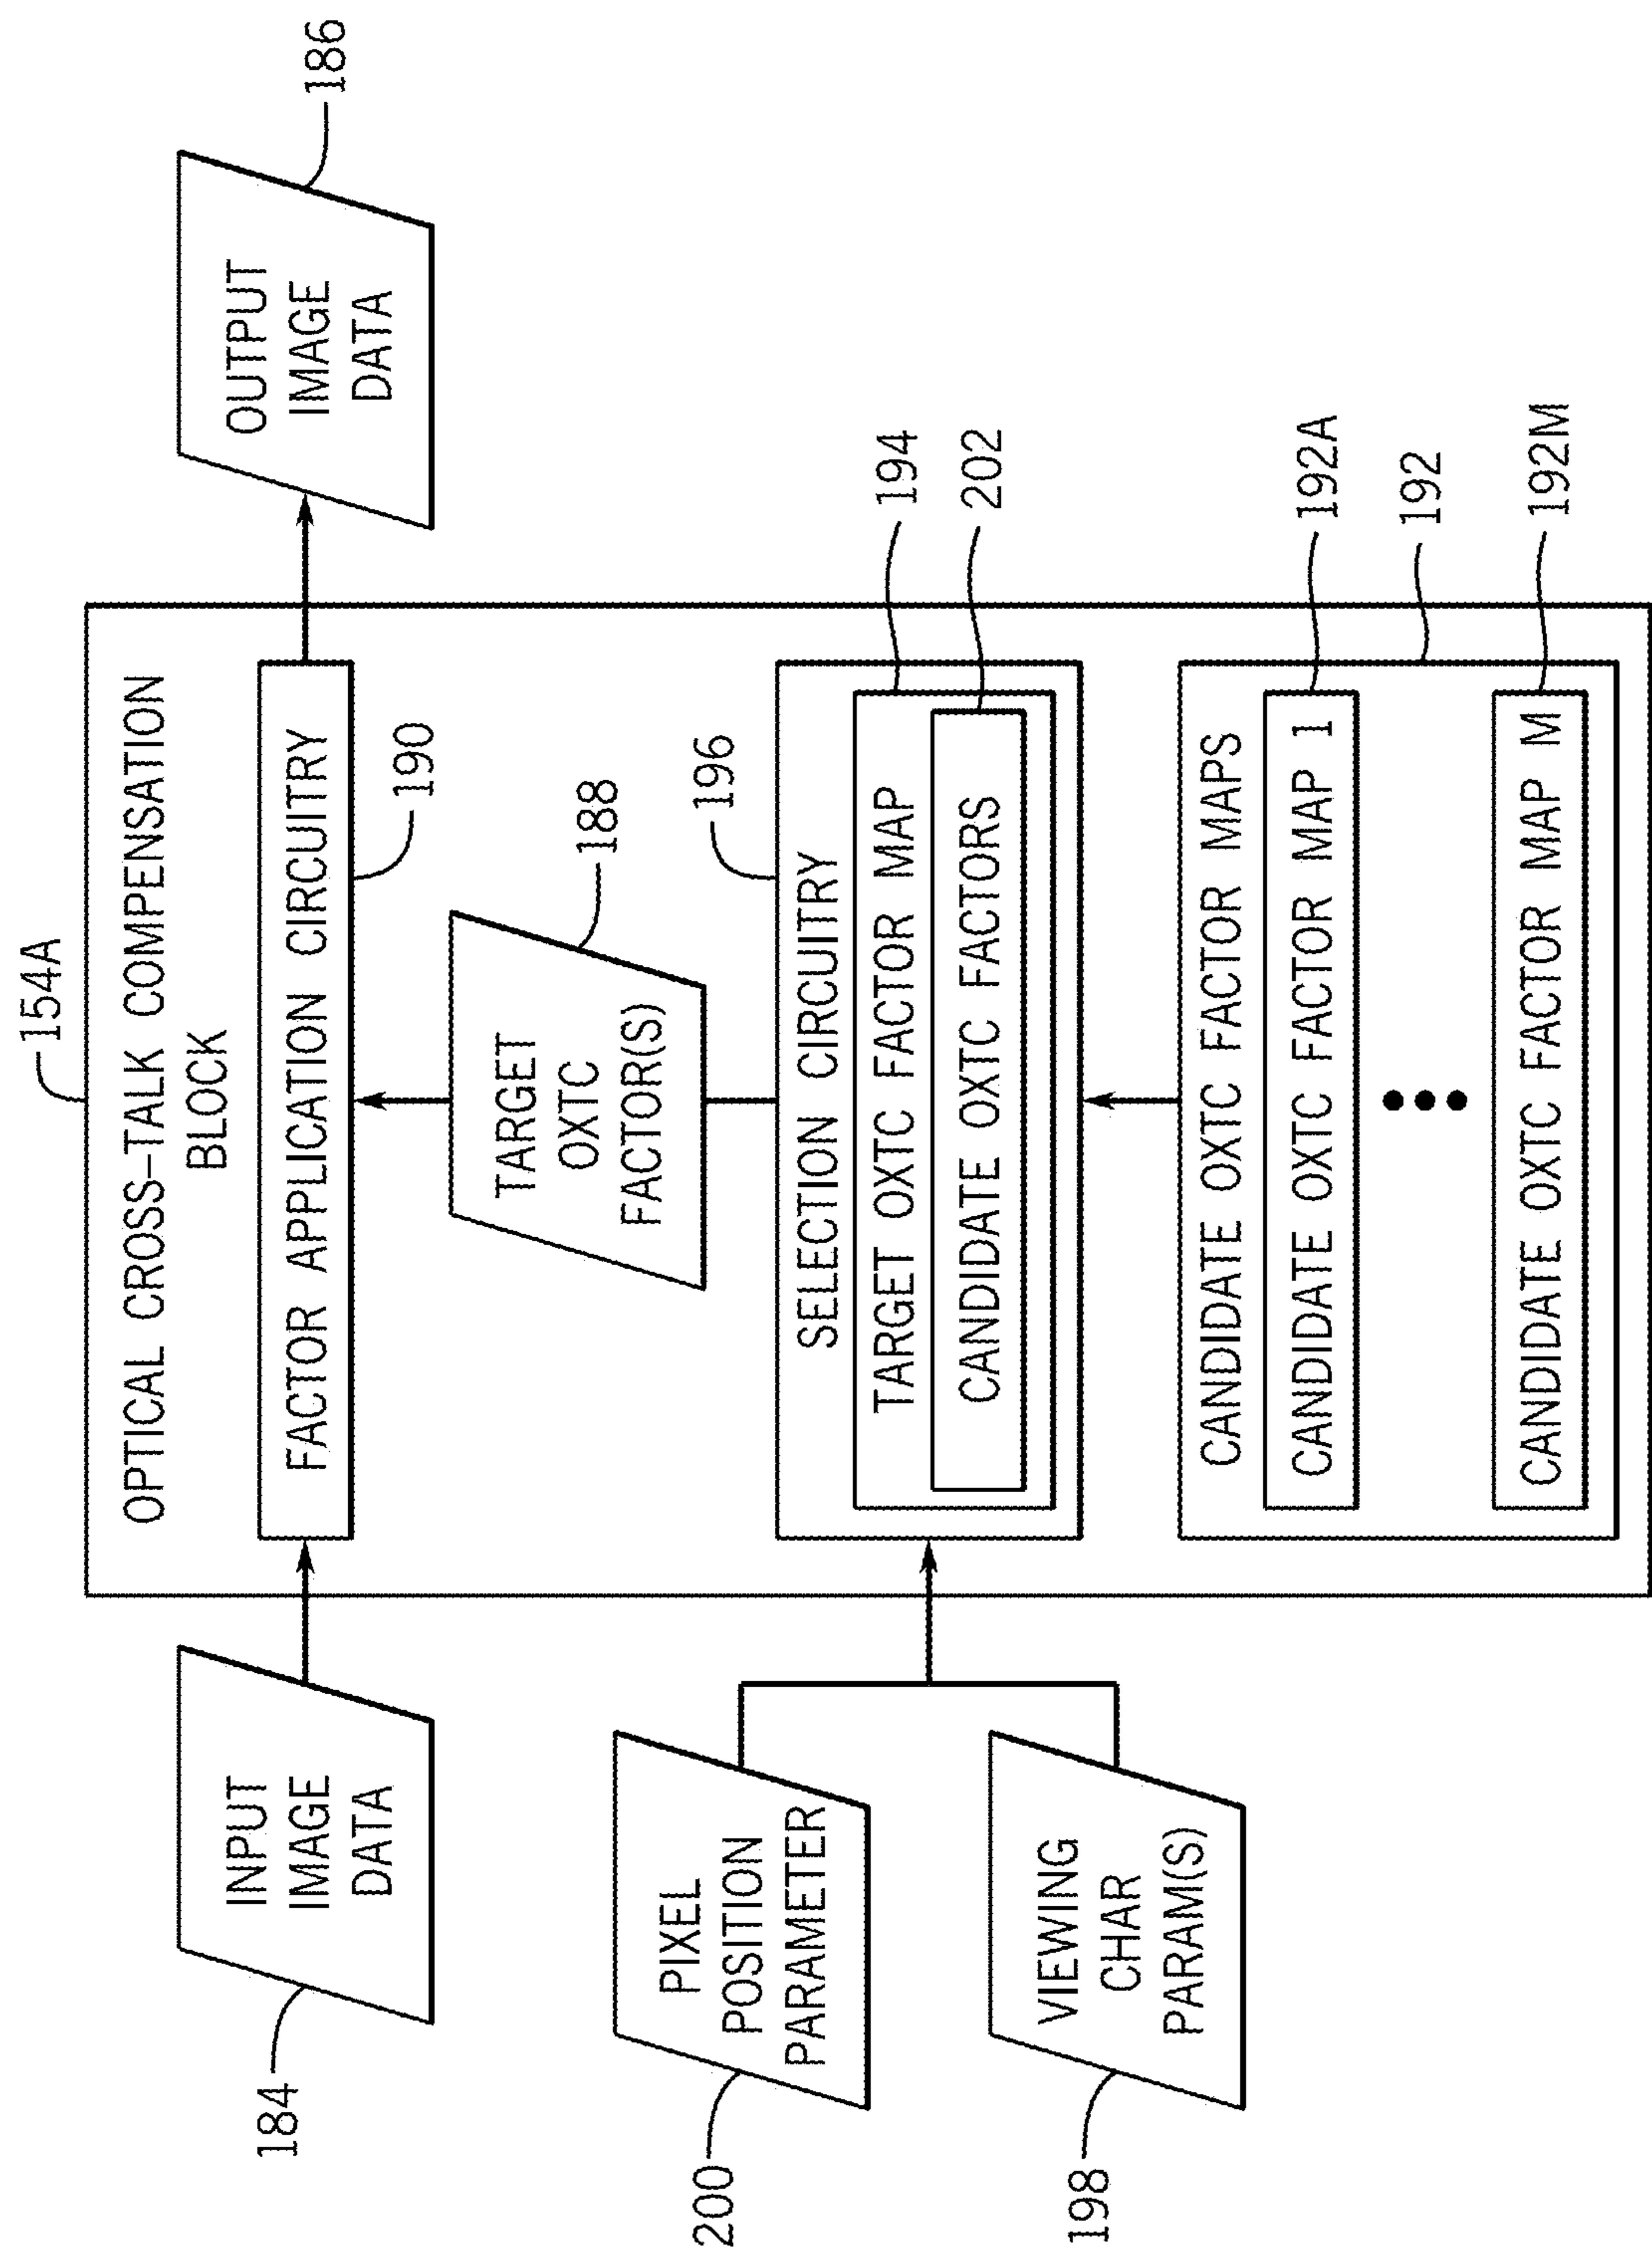 154A
OPTICAL CROSS-TALK COMPENSATION
BLOCK
184
INPUT
IMAGE
DATA
FACTOR APPLICATION CIRCUITRY
190
OUTPUT
IMAGE
DATA
186
TARGET
OXTC
FACTOR(S)
188
200
PIXEL
POSITION
PARAMETER
198
VIEWING
CHAR
PARAM(S)
196
SELECTION CIRCUITRY
TARGET OXTC FACTOR MAP
194
CANDIDATE OXTC FACTORS
202
CANDIDATE OXTC FACTOR MAPS
CANDIDATE OXTC FACTOR MAP 1
192A
192
CANDIDATE OXTC FACTOR MAP M
192M